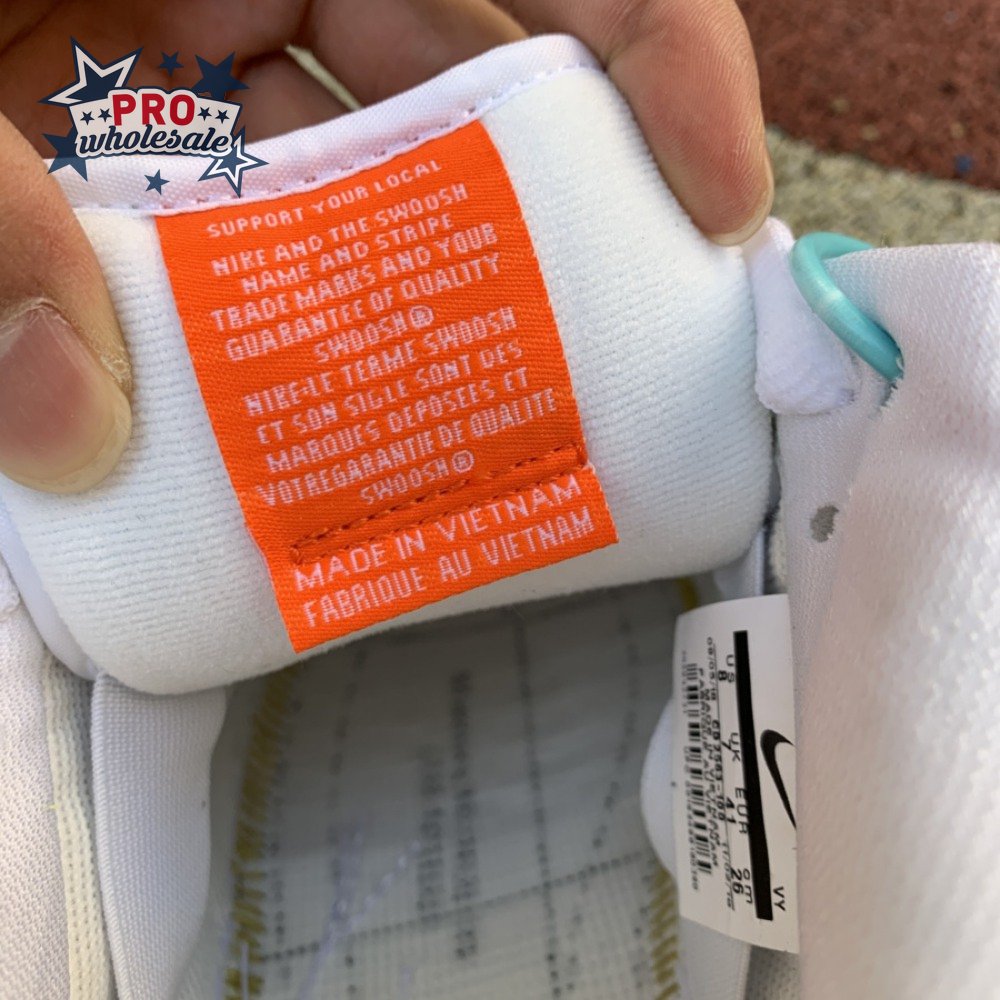 PRO
wholesale
SUPPORT YOUR LOCAL
NIKE AND THE SWOOSH
NAME AND STRIPE
TRADE MARKS AND YOUR
GUARANTEE OF QUALITY
SWOOSH®
NIKE-LE TERME SWOOSH
ET SON SIGLE SONT DES
MARQUES DEPOSEES ET
VOTREGARANTIE DE QUALITE
SWOOSH®
MADE IN VIETNAM
FABRIQUE AU VIETNAM
VY
US UK EUR cm
8 7 41 26